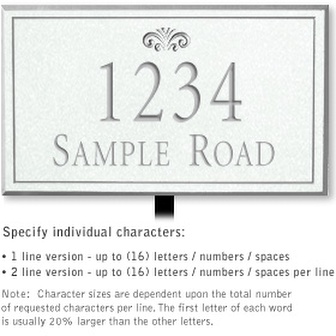 1234
SAMPLE ROAD
Specify individual characters:
• 1 line version - up to (16) letters / numbers / spaces
• 2 line version - up to (16) letters / numbers / spaces per line
Note: Character sizes are dependent upon the total number
of requested characters per line. The first letter of each word
is usually 20% larger than the other letters.